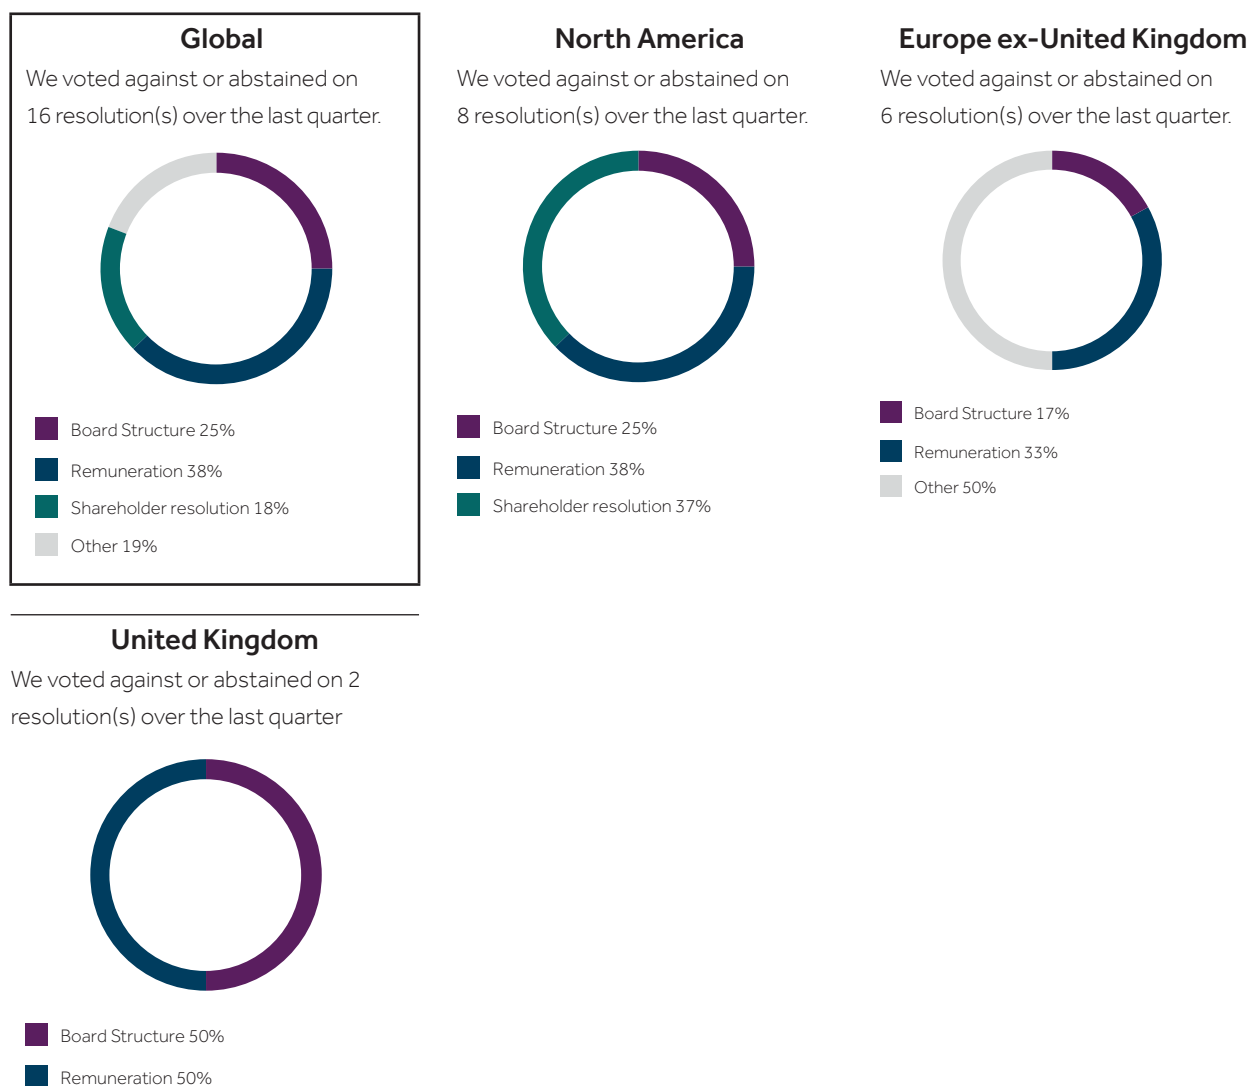 Global
We voted against or abstained on
16 resolution(s) over the last quarter.
Board Structure 25%
Remuneration 38%
Shareholder resolution 18%
Other 19%
North America
We voted against or abstained on
8 resolution(s) over the last quarter.
Board Structure 25%
Remuneration 38%
Shareholder resolution 37%
Europe ex-United Kingdom
We voted against or abstained on
6 resolution(s) over the last quarter.
Board Structure 17%
Remuneration 33%
Other 50%
United Kingdom
We voted against or abstained on 2
resolution(s) over the last quarter
Board Structure 50%
Remuneration 50%